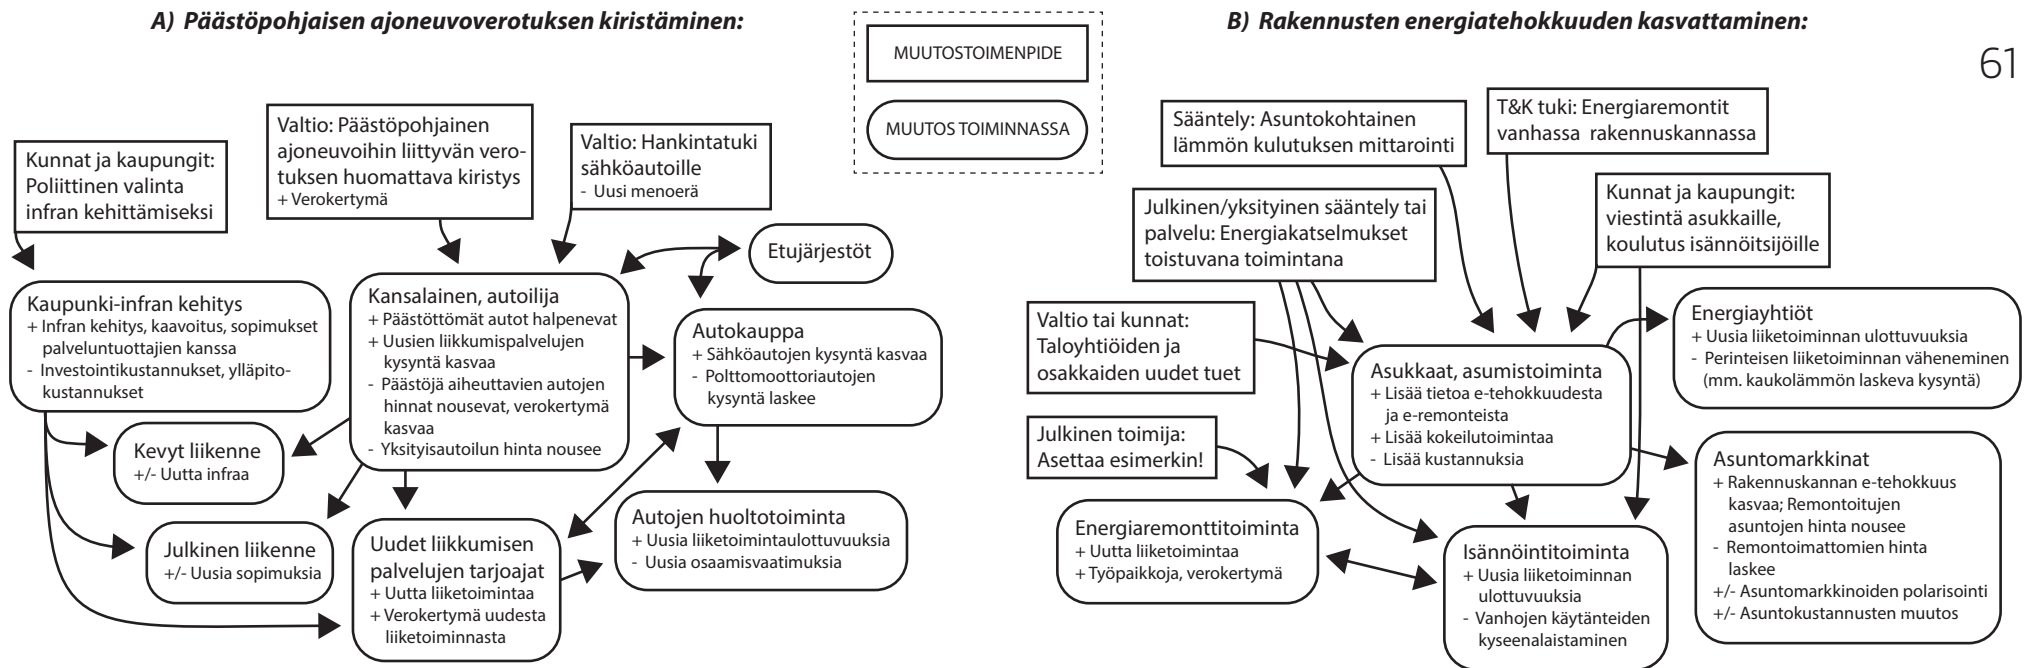 A) Päästöpohjaisen ajoneuvoverotuksen kiristäminen:
MUUTOSTOIMENPIDE
MUUTOS TOIMINNASSA
B) Rakennusten energiatehokkuuden kasvattaminen:
61
Kunnat ja kaupungit:
Poliittinen valinta
infran kehittämiseksi
Valtio: Päästöpohjainen
ajoneuvoihin liittyvän vero-
tuksen huomattava kiristys
+ Verokertymä
Valtio: Hankintatuki
sähköautoille
- Uusi menoerä
Etujärjestöt
Kaupunki-infran kehitys
+ Infran kehitys, kaavoitus, sopimukset
palveluntuottajien kanssa
- Investointikustannukset, ylläpito-
kustannukset
Kansalainen, autoilija
+ Päästöttömät autot halpenevat
+ Uusien liikkumispalvelujen
kysyntä kasvaa
- Päästöjä aiheuttavien autojen
hinnat nousevat, verokertymä
kasvaa
- Yksityisautoilun hinta nousee
Autokauppa
+ Sähköautojen kysyntä kasvaa
- Polttomoottoriautojen
kysyntä laskee
Kevyt liikenne
+/- Uutta infraa
Julkinen liikenne
+/- Uusia sopimuksia
Uudet liikkumisen
palvelujen tarjoajat
+ Uutta liiketoimintaa
+ Verokertymä uudesta
liiketoiminnasta
Autojen huoltotoiminta
+ Uusia liiketoimintaulottuvuuksia
- Uusia osaamisvaatimuksia
Sääntely: Asuntokohtainen
lämmön kulutuksen mittarointi
T&K tuki: Energiaremontit
vanhassa rakennuskannassa
Julkinen/yksityinen sääntely tai
palvelu: Energiakatselmukset
toistuvana toimintana
Kunnat ja kaupungit:
viestintä asukkaille,
koulutus isännöitsijöille
Valtio tai kunnat:
Taloyhtiöiden ja
osakkaiden uudet tuet
Julkinen toimija:
Asettaa esimerkin!
Asukkaat, asumistoiminta
+ Lisää tietoa e-tehokkuudesta
ja e-remonteista
+ Lisää kokeilutoimintaa
- Lisää kustannuksia
Energiayhtiöt
+ Uusia liiketoiminnan ulottuvuuksia
- Perinteisen liiketoiminnan väheneminen
(mm. kaukolämmön laskeva kysyntä)
Energiaremonttitoiminta
+ Uutta liiketoimintaa
+ Työpaikkoja, verokertymä
Isännöintitoiminta
+ Uusia liiketoiminnan
ulottuvuuksia
- Vanhojen käytänteiden
kyseenalaistaminen
Asuntomarkkinat
+ Rakennuskannan e-tehokkuus
kasvaa; Remontoitujen
asuntojen hinta nousee
- Remontoimattomien hinta
laskee
+/- Asuntomarkkinoiden polarisointi
+/- Asuntokustannusten muutos